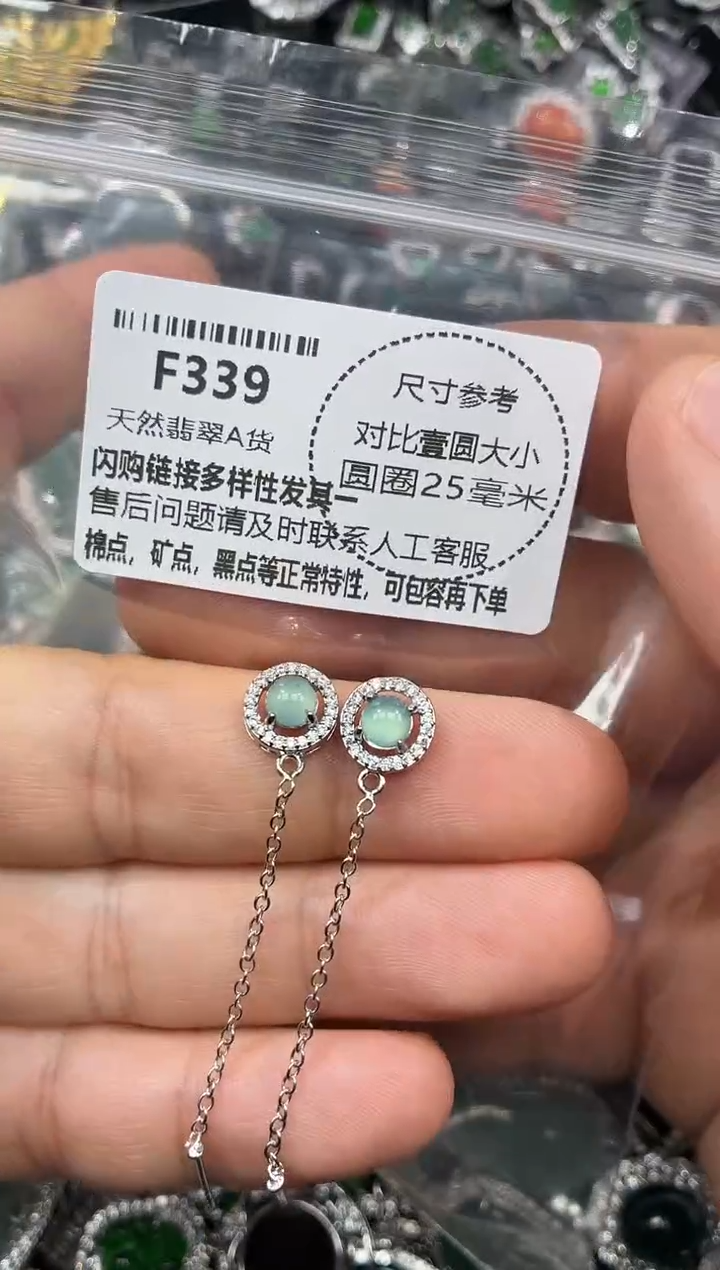 F339
天然翡翠A货
尺寸参考
对比壹圆大小
圆圈25毫米
闪购链接多样性发其一
售后问题请及时联系人工客服
棉点，矿点，黑点等正常特性，可包容再下单